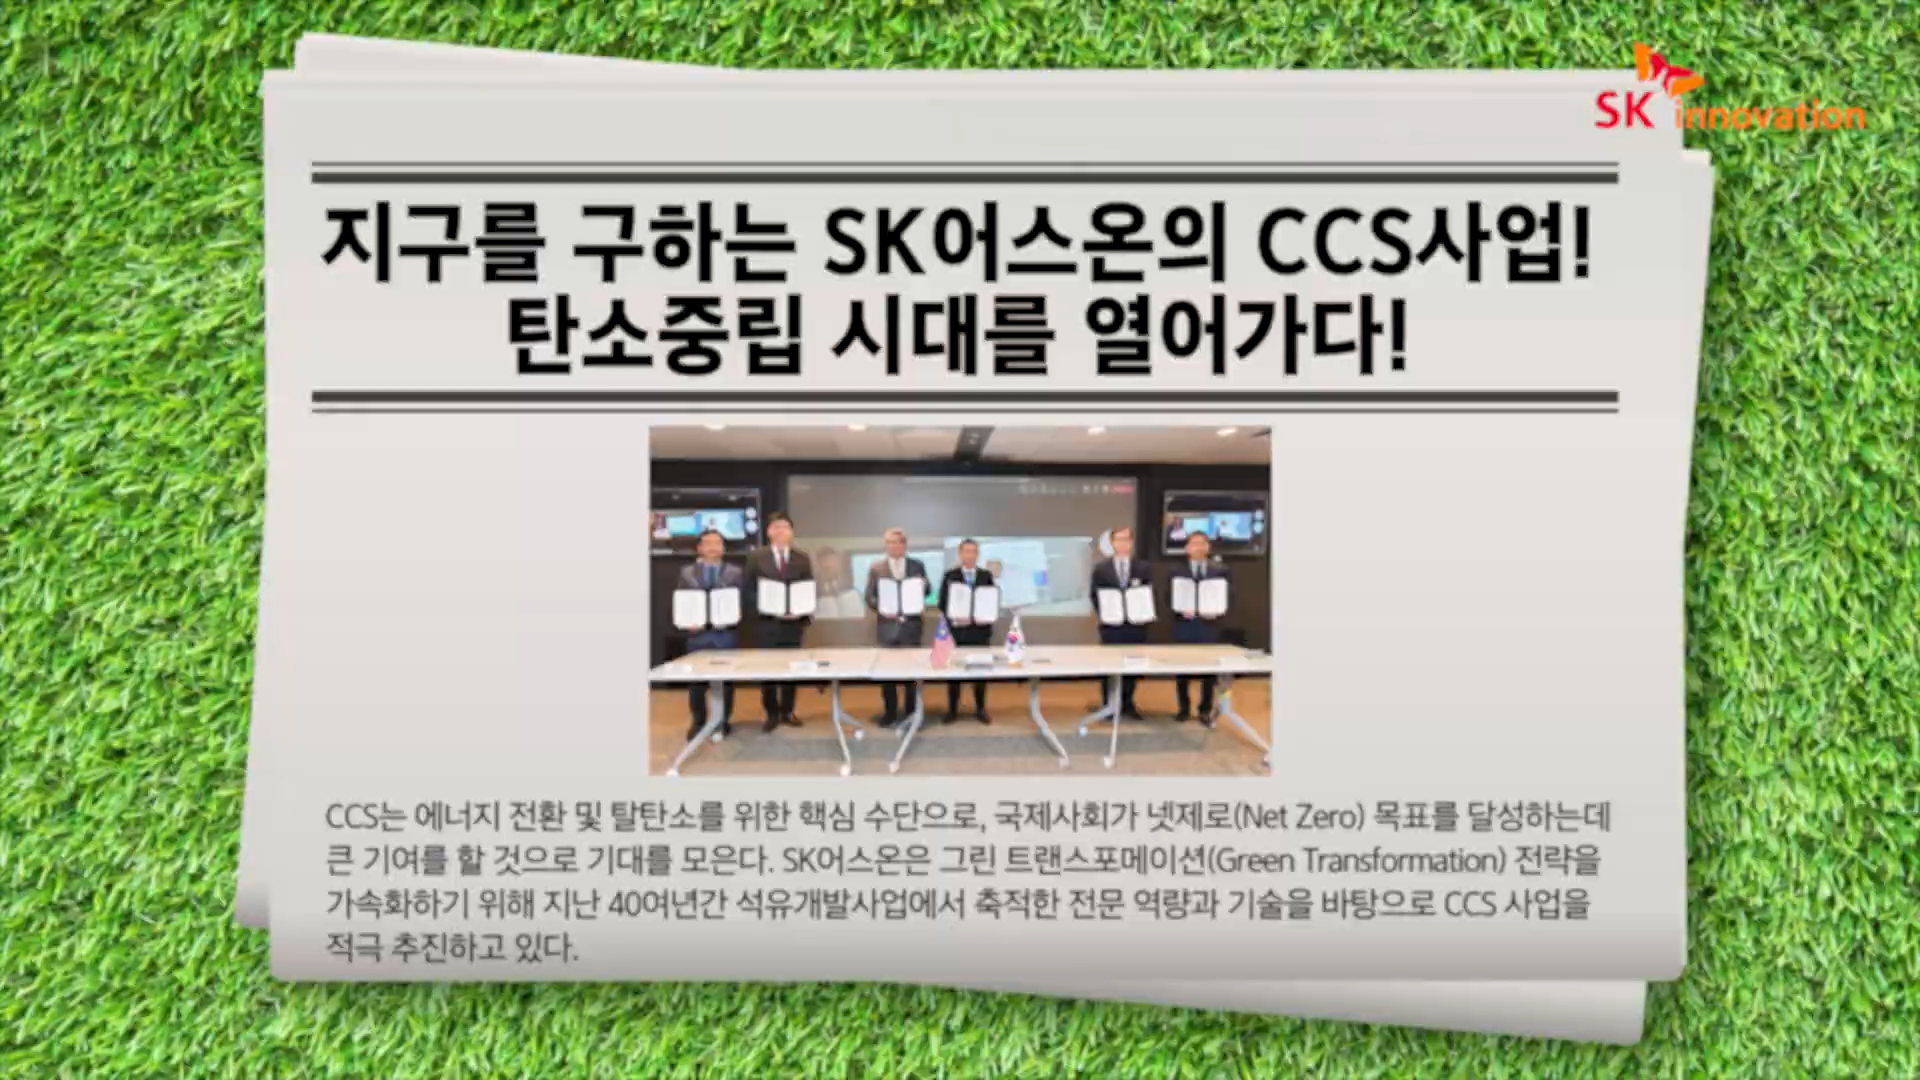 SK innovation
지구를 구하는 SK어스온의 CCS사업!
탄소중립 시대를 열어가다!
CCS는 에너지 전환 및 탈탄소를 위한 핵심 수단으로, 국제사회가 넷제로(Net Zero) 목표를 달성하는데
큰 기여를 할 것으로 기대를 모은다. SK어스온은 그린 트랜스포메이션(Green Transformation) 전략을
가속화하기 위해 지난 40여년간 석유개발사업에서 축적한 전문 역량과 기술을 바탕으로 CCS 사업을
적극 추진하고 있다.